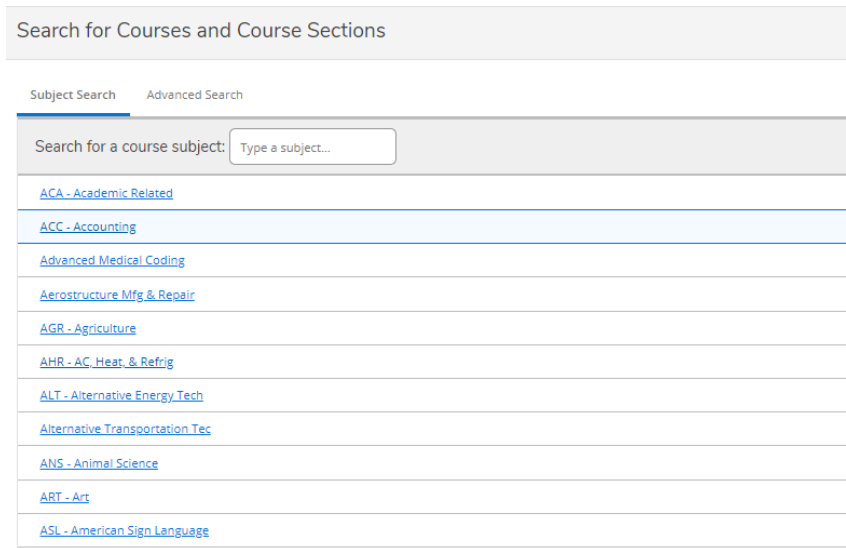 Search for Courses and Course Sections
Subject Search Advanced Search
Search for a course subject: Type a subject...
ACA - Academic Related
ACC - Accounting
Advanced Medical Coding
Aerostructure Mfg & Repair
AGR - Agriculture
AHR - AC, Heat, & Refrig
ALT - Alternative Energy Tech
Alternative Transportation Tec
ANS - Animal Science
ART - Art
ASL - American Sign Language